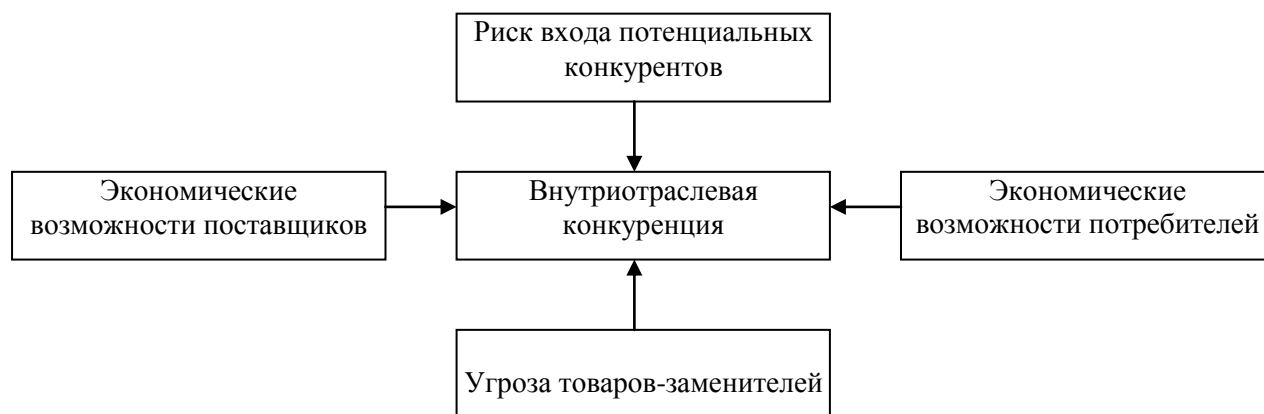 Риск входа потенциальных
конкурентов
Экономические
возможности поставщиков
Внутриотраслевая
конкуренция
Экономические
возможности потребителей
Угроза товаров-заменителей